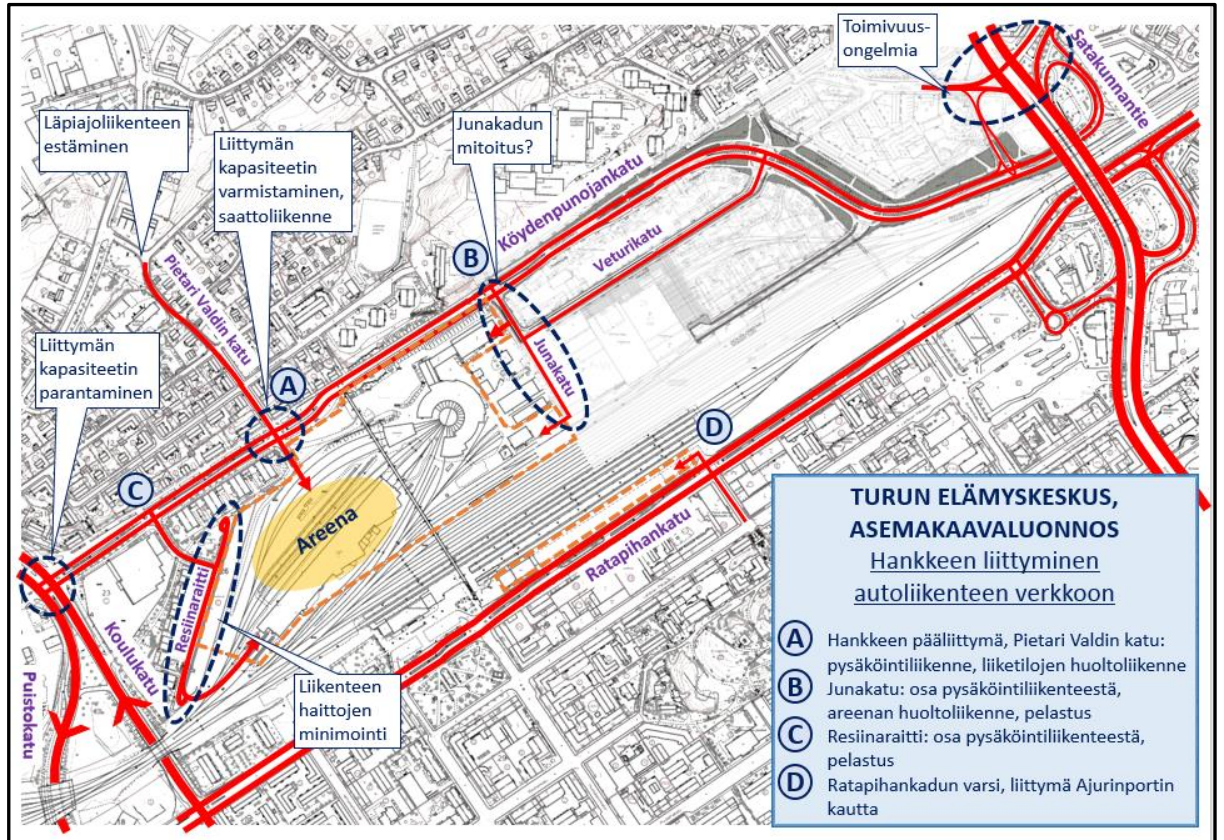 Toimivuus-
ongelmia
Satakunnantie
Läpiajoliikenteen
estäminen
Liittymän
kapasiteetin
varmistaminen,
saattoliikenne
Junakadun
mitoitus?
Köydenpunojankatu
B
Veturikatu
Pietari Valdin katu
Liittymän
kapasiteetin
parantaminen
A
Junakatu
D
C
Areena
Ratapihankatu
Resiinaraitti
Koulukatu
Puistokatu
Liikenteen
haittojen
minimointi
TURUN ELÄMYSKESKUS,
ASEMAKAAVALUONNOS
Hankkeen liittyminen
autoliikenteen verkkoon
A Hankkeen pääliittymä, Pietari Valdin katu:
pysäköintiliikenne, liiketilojen huoltoliikenne
B Junakatu: osa pysäköintiliikenteestä,
areenan huoltoliikenne, pelastus
C Resiinaraitti: osa pysäköintiliikenteestä,
pelastus
D Ratapihankadun varsi, liittymä Ajurinportin
kautta